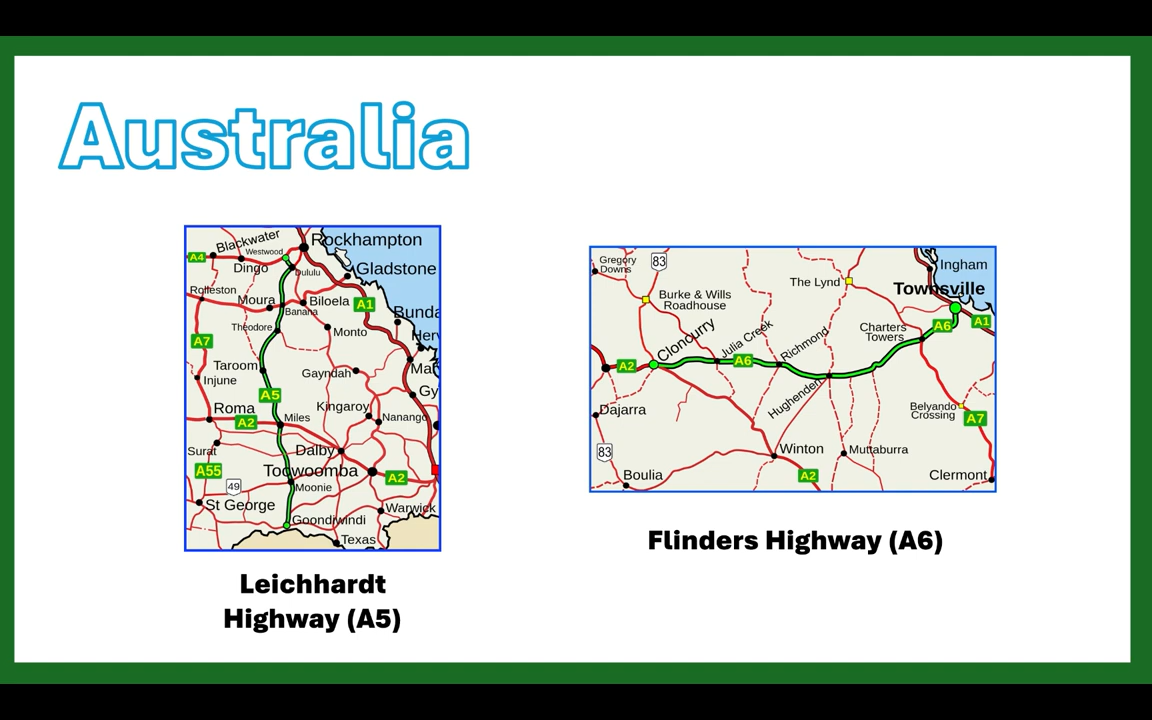 Australia
Rockhampton
Blackwater
Westwood
A4
Dingo
Dululu
Gladstone
Rolleston
Moura
Biloela
A1
Banana
Bunda
Theodore
Monto
Her
A7
Taroom
Gayndah
Mar
Injune
A5
Gy
Roma
Kingaroy
A2
Miles
Nanango
Surat
Dalby
A55
Toowoomba
49
Moonie
A2
St George
Warwick
Goondiwindi
Texas
Leichhardt
Highway (A5)
Gregory
Downs
83
Ingham
The Lynd
Townsville
Burke & Wills
Roadhouse
A6
A1
Charters
Towers
Cloncurry
Julia Creek
Richmond
A2
A6
Hughenden
Dajarra
Belyando
Crossing
A7
83
Winton
Muttaburra
Boulia
A2
Clermont
Flinders Highway (A6)